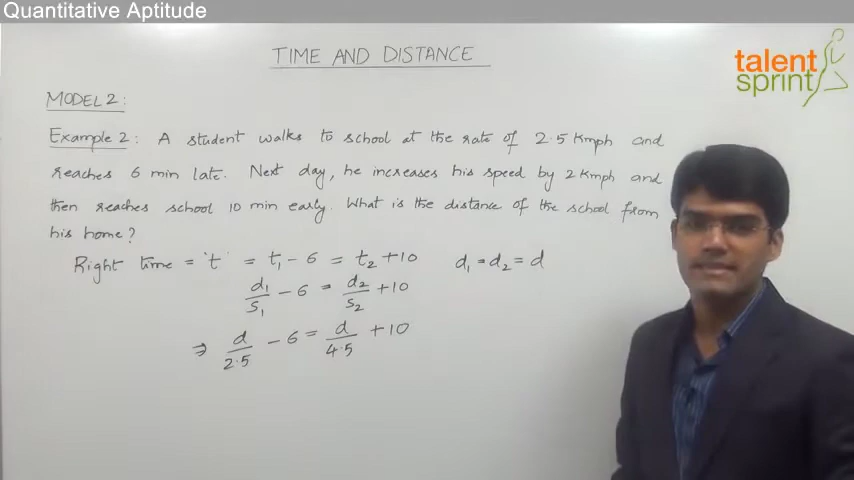 Quantitative Aptitude
talent
sprint
TIME AND DISTANCE
MODEL 2:
Example 2: A student walks to school at the rate of 2.5 Kmph and
reaches 6 min late. Next day, he increases his speed by 2 Kmph and
then reaches school 10 min early. What is the distance of the school from
his home?
Right time = 't' = t₁ - 6 = t₂ + 10 d₁ = d₂ = d
d₁/S₁ - 6 = d₂/S₂ + 10
⇒ d/2.5 - 6 = d/4.5 + 10